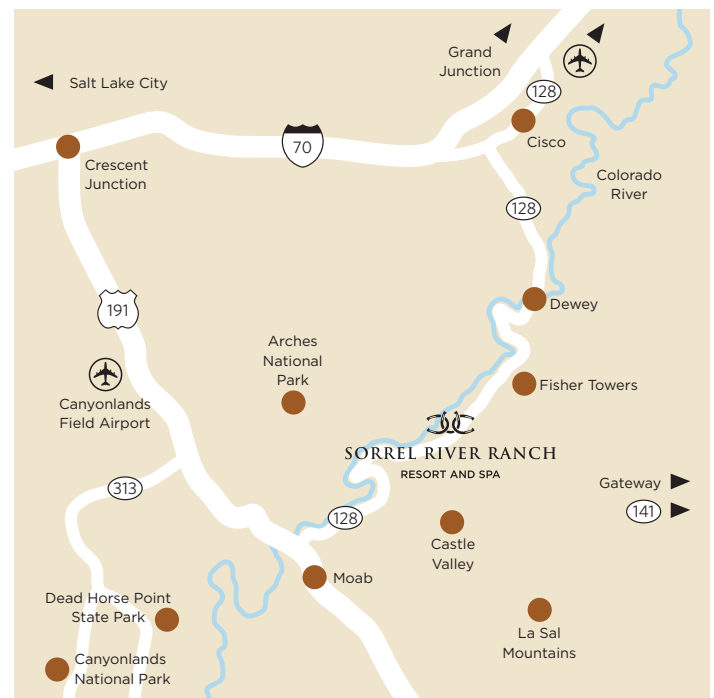 Grand
Junction
Salt Lake City
128
Cisco
70
Crescent
Junction
Colorado
River
128
191
Dewey
Arches
National
Park
Fisher Towers
Canyonlands
Field Airport
SORREL RIVER RANCH
RESORT AND SPA
Gateway
141
313
128
Castle
Valley
Moab
Dead Horse Point
State Park
La Sal
Mountains
Canyonlands
National Park